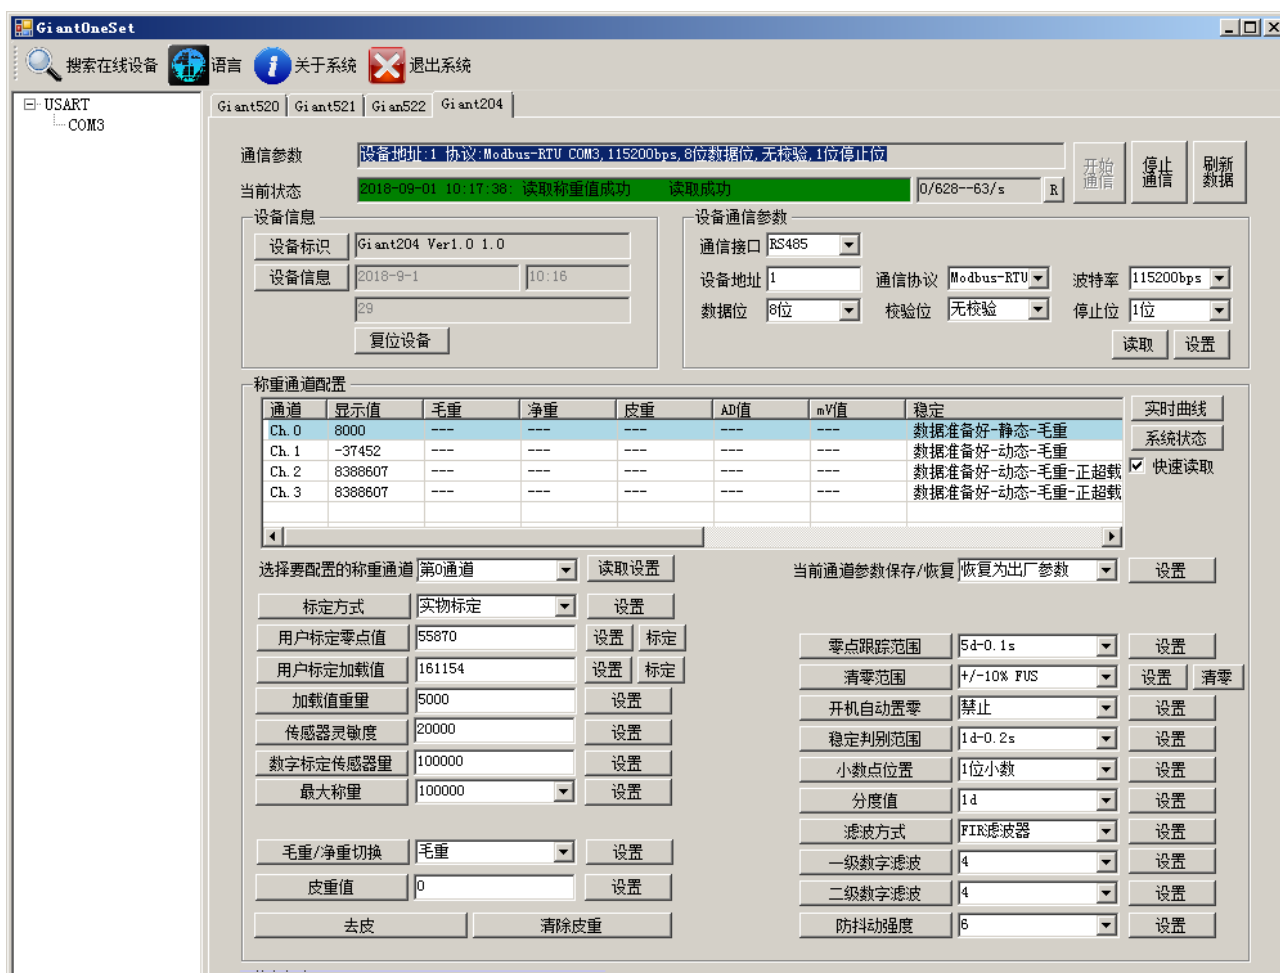 GiantOneSet
搜索在线设备 语言 关于系统 退出系统
USART
COM3
Giant520 Giant521 Gian522 Giant204
通信参数 设备地址:1 协议:Modbus-RTU COM3,115200bps,8位数据位,无校验,1位停止位
开始通信 停止通信 刷新数据
当前状态 2018-09-01 10:17:38: 读取称重值成功 读取成功 0/628--63/s R
设备信息
设备标识 Giant204 Ver1.0 1.0
设备信息 2018-9-1 10:16
29
复位设备
设备通信参数
通信接口 RS485
设备地址 1 通信协议 Modbus-RTU 波特率 115200bps
数据位 8位 校验位 无校验 停止位 1位
读取 设置
称重通道配置
通道 显示值 毛重 净重 皮重 AD值 mV值 稳定
Ch.0 8000 --- --- --- --- --- 数据准备好-静态-毛重
Ch.1 -37452 --- --- --- --- --- 数据准备好-动态-毛重
Ch.2 8388607 --- --- --- --- --- 数据准备好-动态-毛重-正超载
Ch.3 8388607 --- --- --- --- --- 数据准备好-动态-毛重-正超载
实时曲线
系统状态
快速读取
选择要配置的称重通道 第0通道 读取设置 当前通道参数保存/恢复 恢复为出厂参数 设置
标定方式 实物标定 设置
用户标定零点值 55870 设置 标定
用户标定加载值 161154 设置 标定
加载值重量 5000 设置
传感器灵敏度 20000 设置
数字标定传感器量 100000 设置
最大称量 100000 设置
毛重/净重切换 毛重 设置
皮重值 0 设置
去皮 清除皮重
零点跟踪范围 5d-0.1s 设置
清零范围 +/-10% FUS 设置 清零
开机自动置零 禁止 设置
稳定判别范围 1d-0.2s 设置
小数点位置 1位小数 设置
分度值 1d 设置
滤波方式 FIR滤波器 设置
一级数字滤波 4 设置
二级数字滤波 4 设置
防抖动强度 6 设置